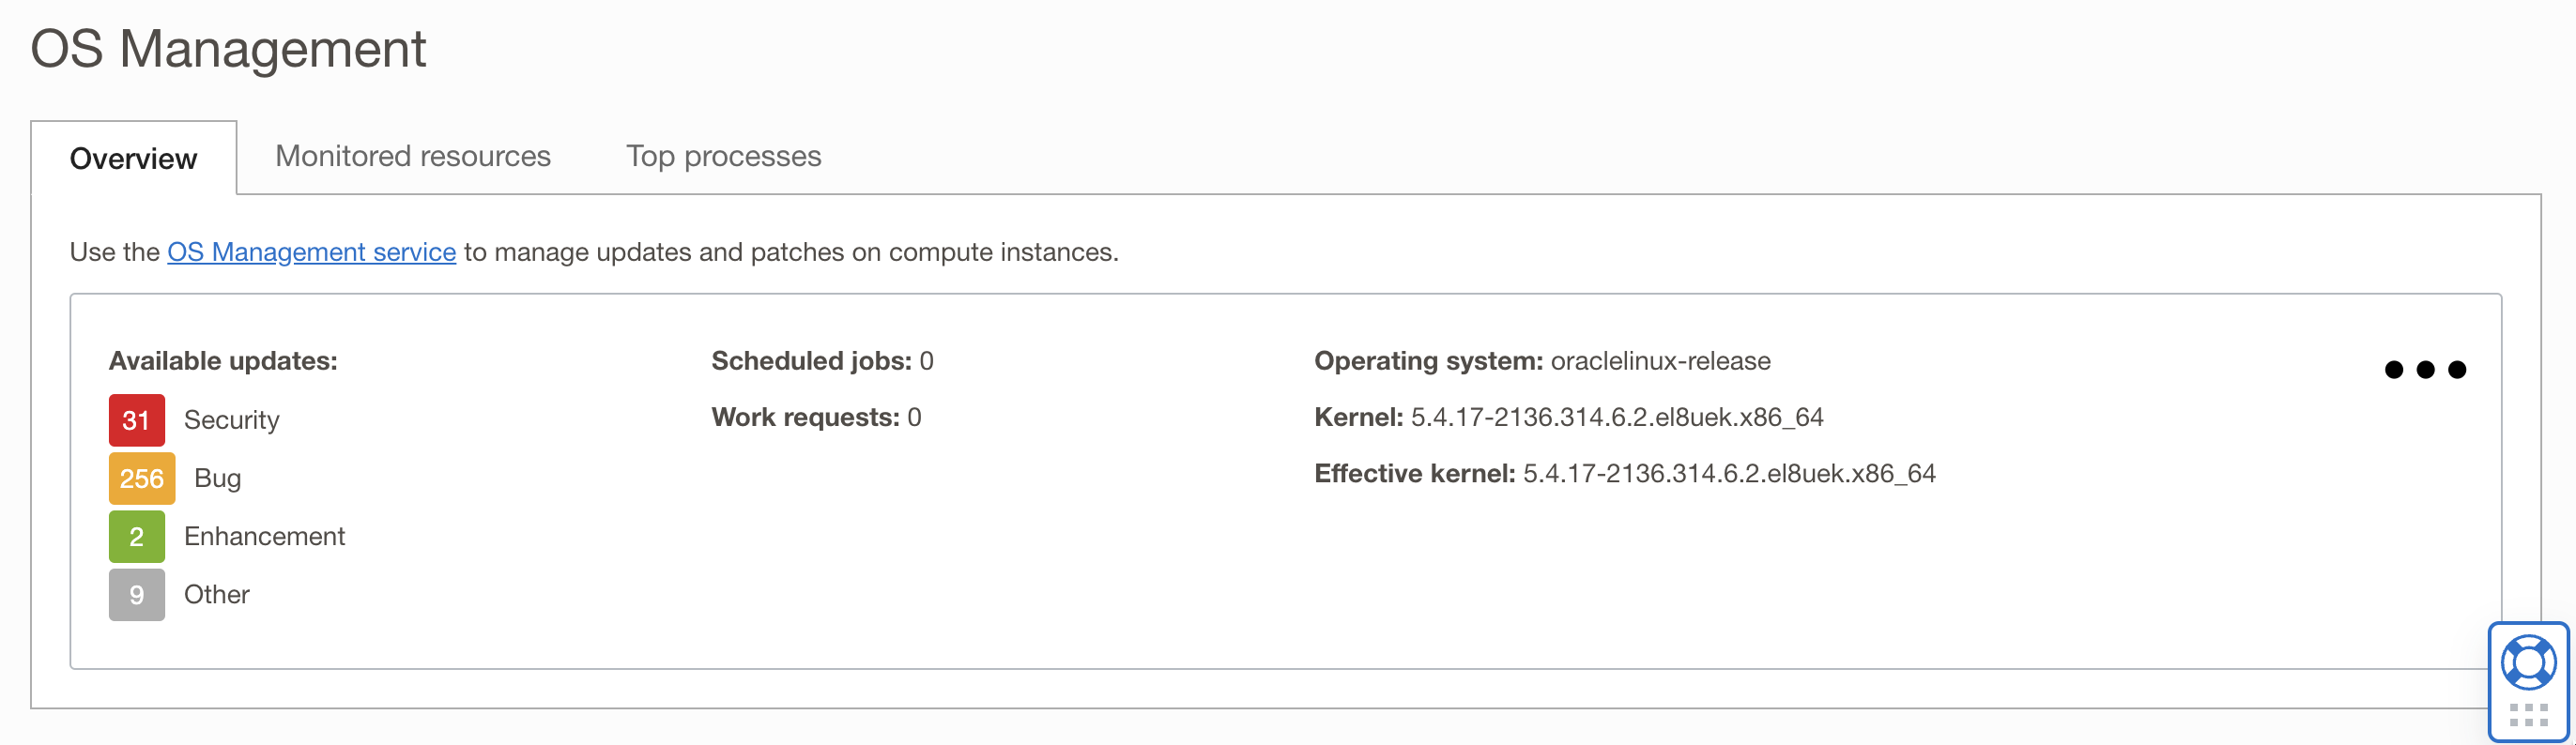 OS Management
Overview
Monitored resources
Top processes
Use the OS Management service to manage updates and patches on compute instances.
Available updates:
31 Security
256 Bug
2 Enhancement
9 Other
Scheduled jobs: 0
Work requests: 0
Operating system: oraclelinux-release
Kernel: 5.4.17-2136.314.6.2.el8uek.x86_64
Effective kernel: 5.4.17-2136.314.6.2.el8uek.x86_64